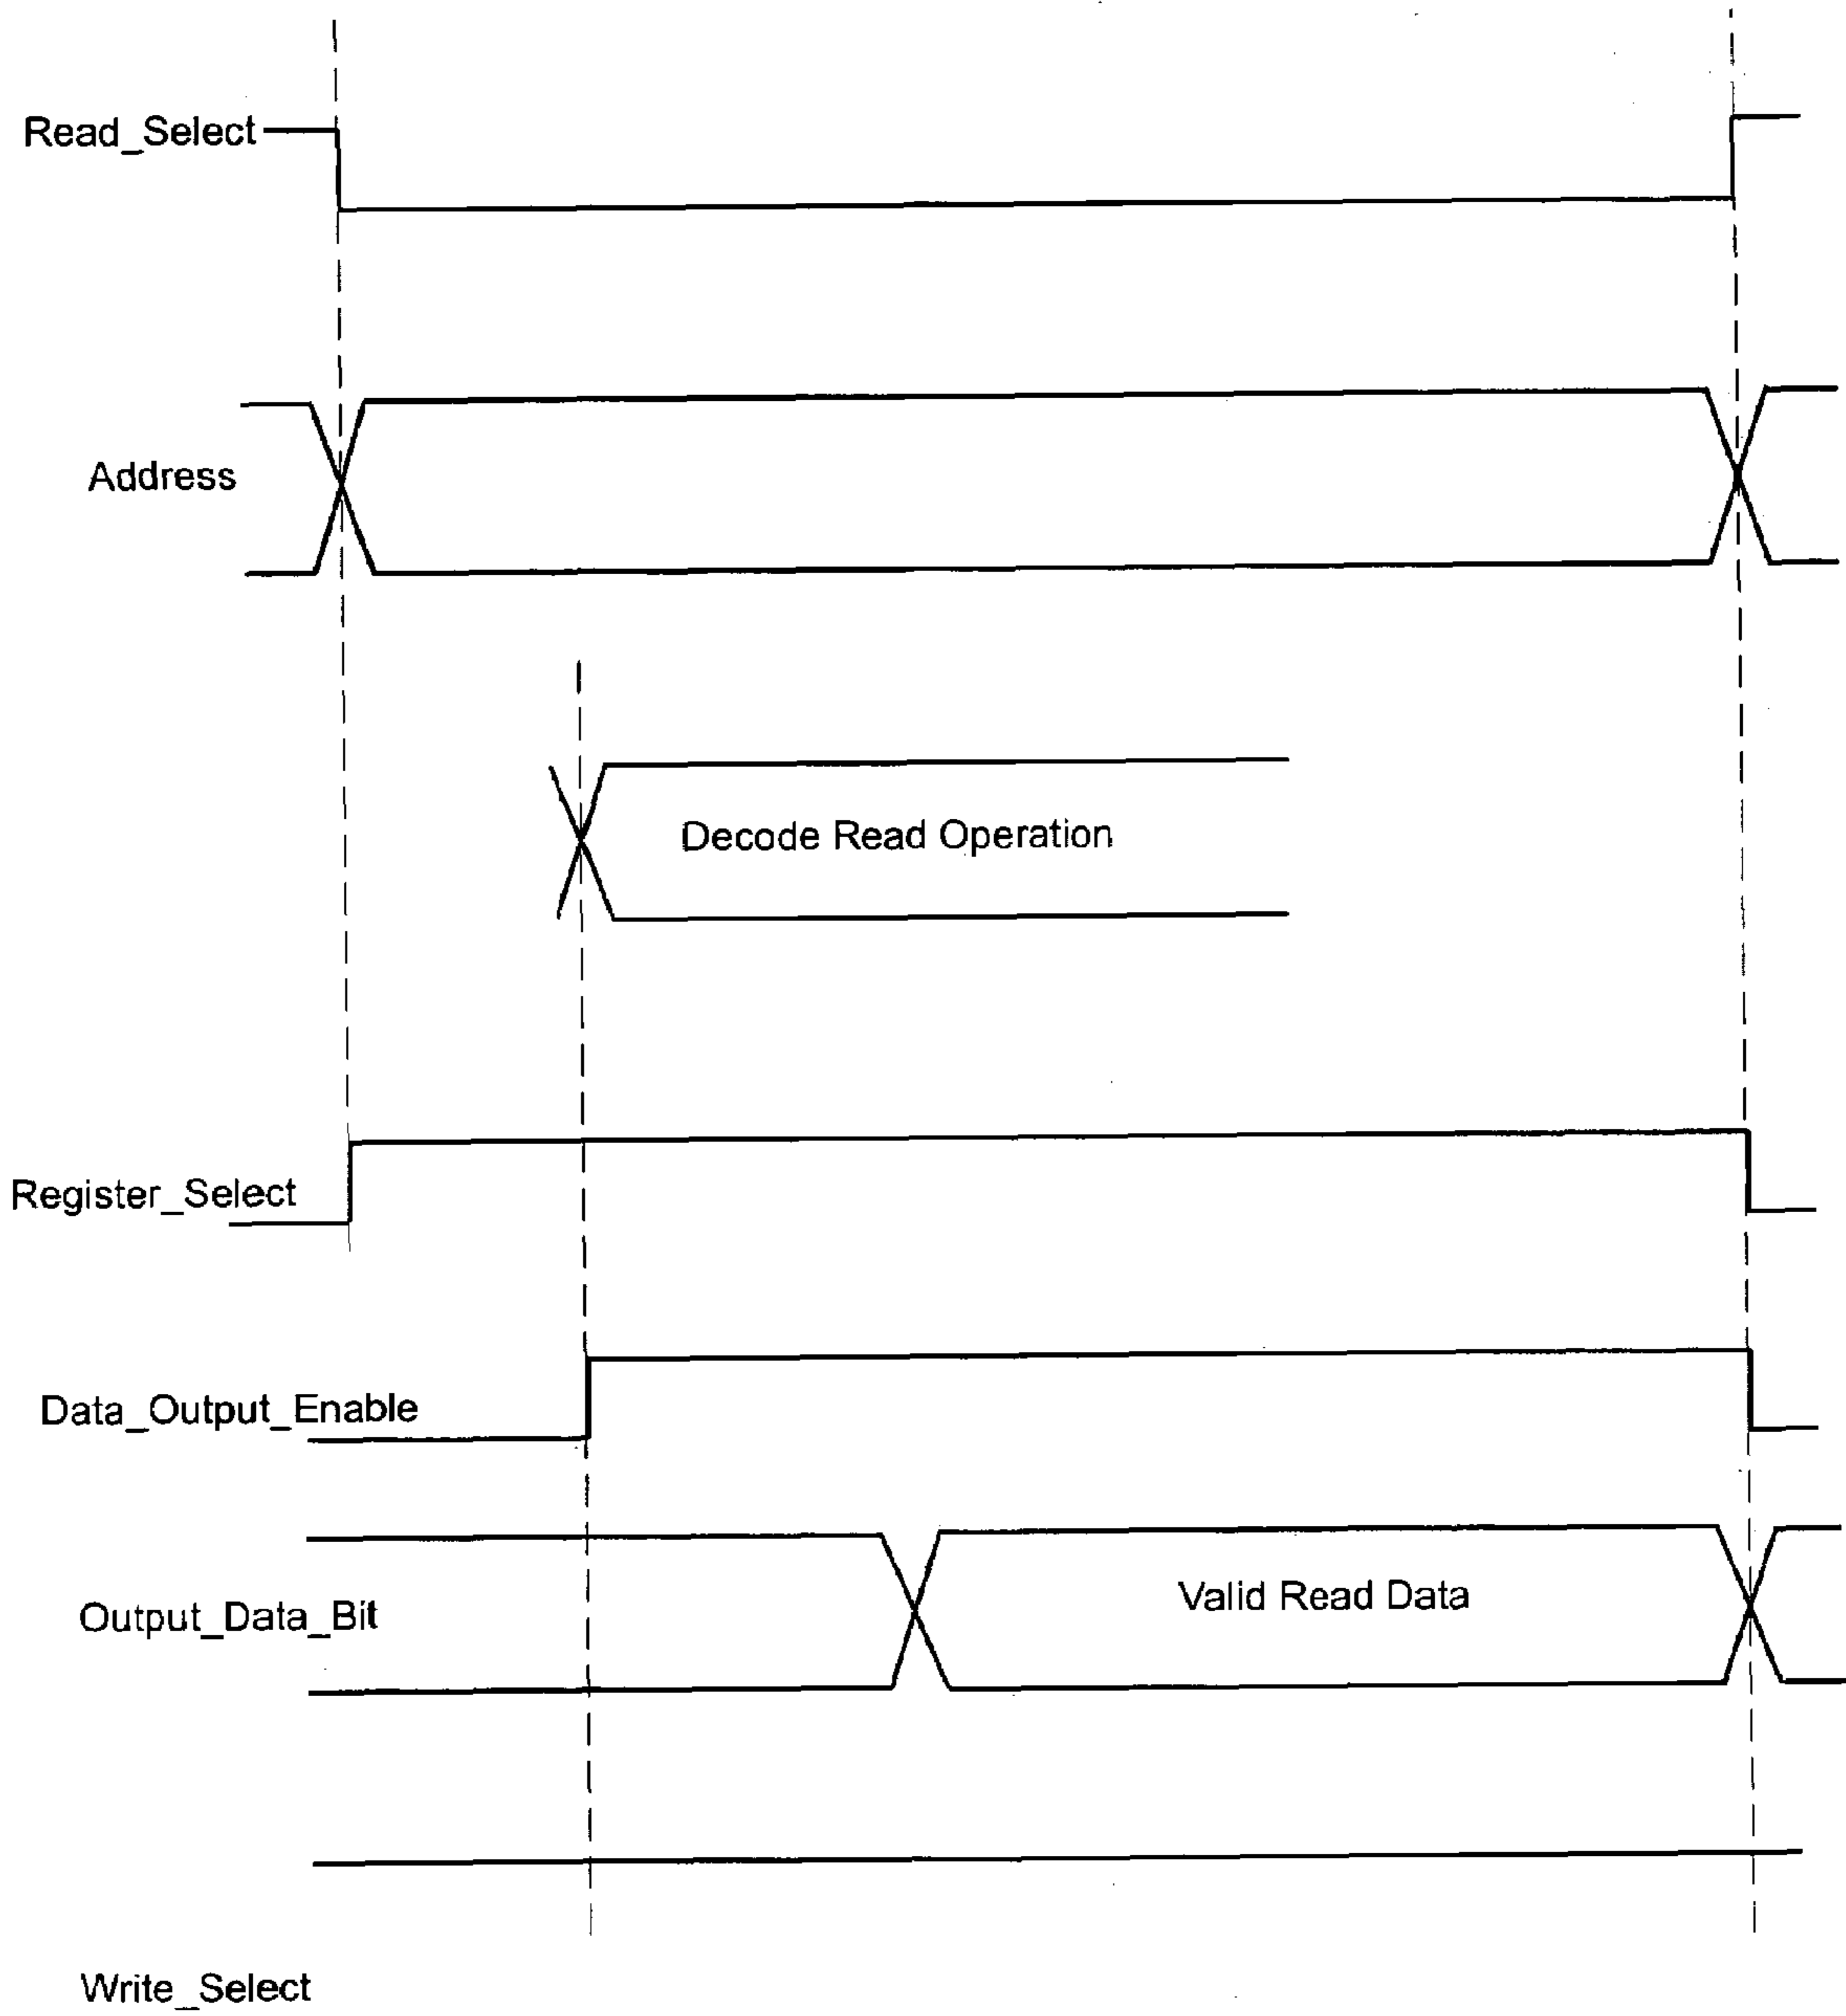 Read_Select
Address
Decode Read Operation
Register_Select
Data_Output_Enable
Valid Read Data
Output_Data_Bit
Write_Select